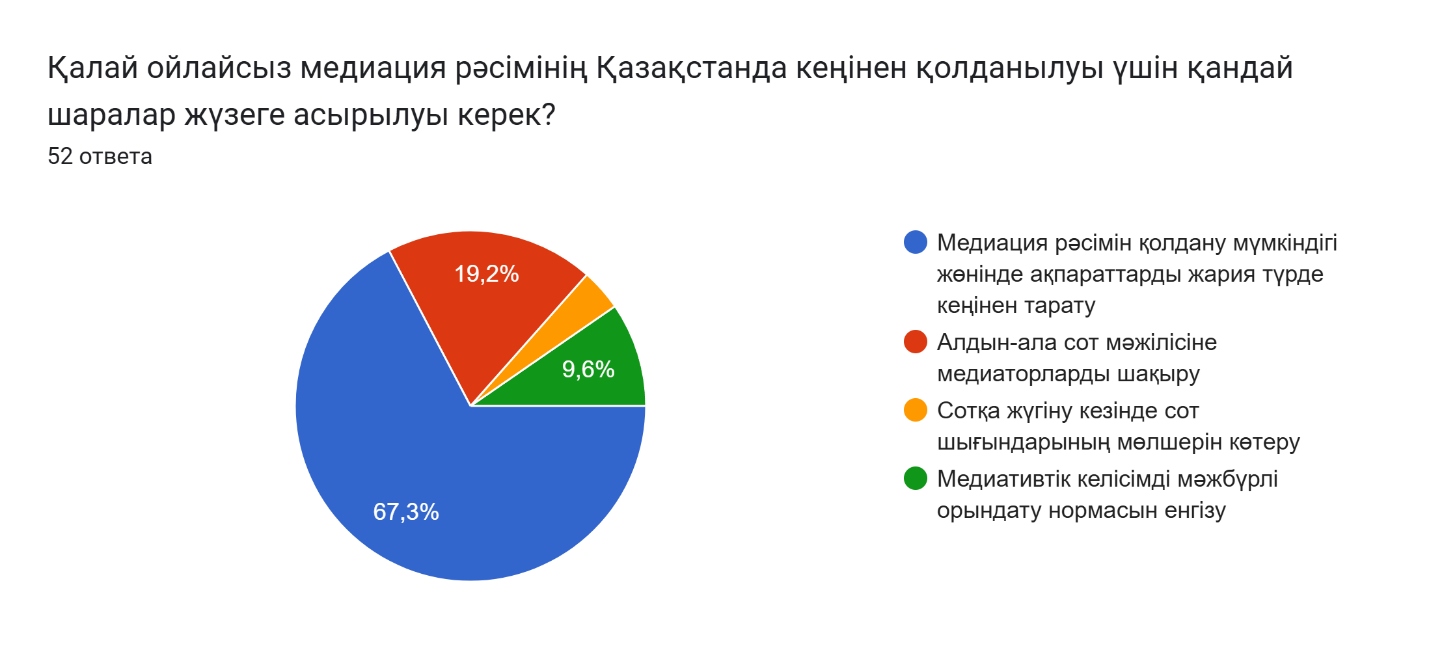 Қалай ойлайсыз медиация рәсімінің Қазақстанда кеңінен қолданылуы үшін қандай
шаралар жүзеге асырылуы керек?
52 ответа
19,2%
9,6%
67,3%
Медиация рәсімін қолдану мүмкіндігі
жөнінде ақпараттарды жария түрде
кеңінен тарату
Алдын-ала сот мәжілісіне
медиаторларды шақыру
Сотқа жүгіну кезінде сот
шығындарының мөлшерін көтеру
Медиативтік келісімді мәжбүрлі
орындату нормасын енгізу